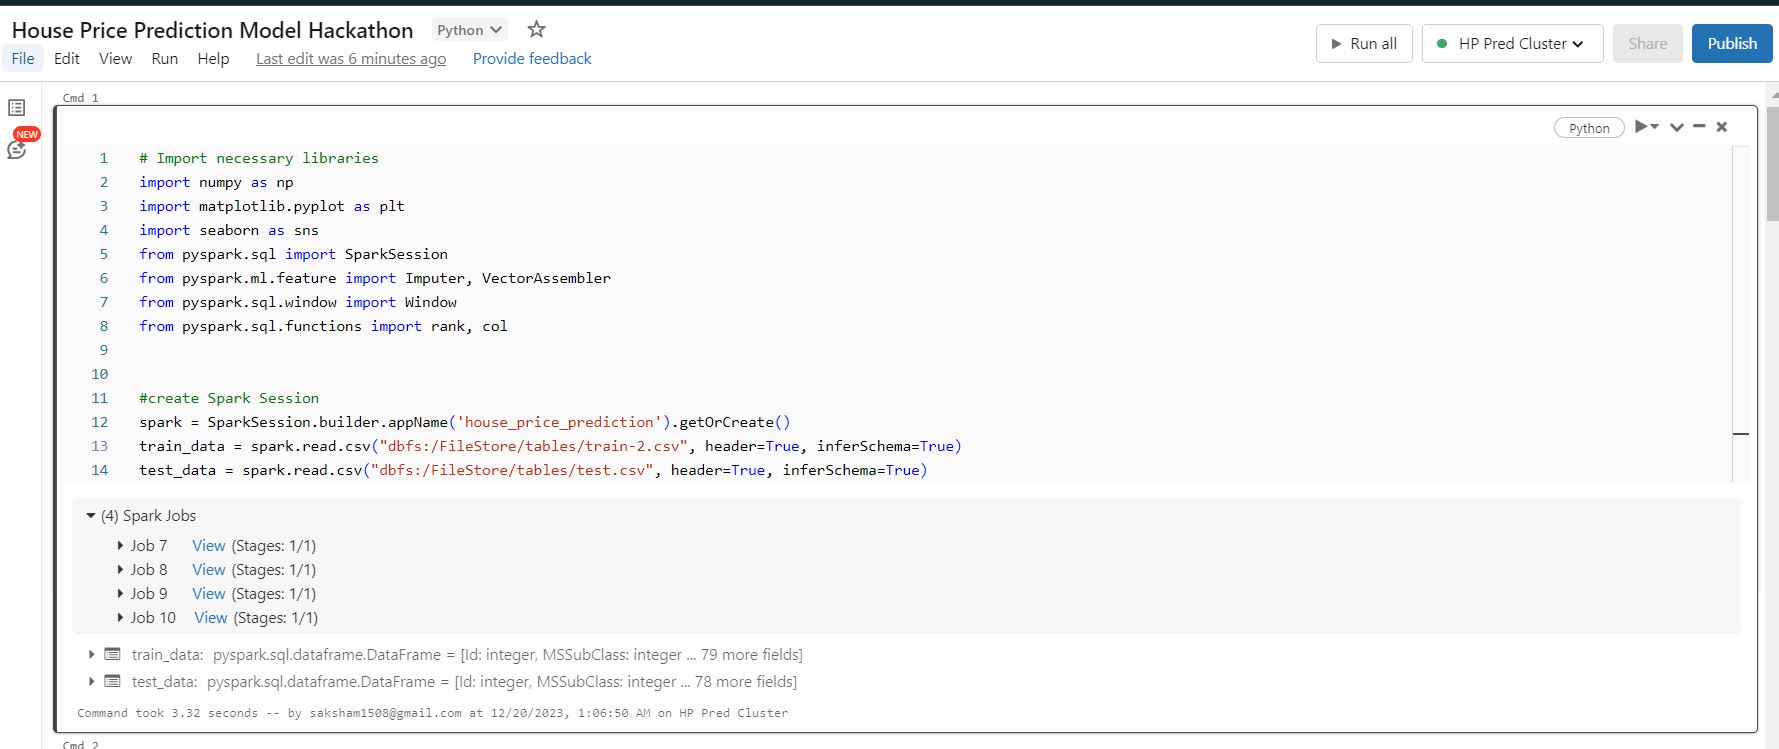 House Price Prediction Model Hackathon Python
File Edit View Run Help Last edit was 6 minutes ago Provide feedback
Run all HP Pred Cluster Share Publish
Cmd 1
NEW
Python
1 # Import necessary libraries
2 import numpy as np
3 import matplotlib.pyplot as plt
4 import seaborn as sns
5 from pyspark.sql import SparkSession
6 from pyspark.ml.feature import Imputer, VectorAssembler
7 from pyspark.sql.window import Window
8 from pyspark.sql.functions import rank, col
9
10
11 #create Spark Session
12 spark = SparkSession.builder.appName('house_price_prediction').getOrCreate()
13 train_data = spark.read.csv("dbfs:/FileStore/tables/train-2.csv", header=True, inferSchema=True)
14 test_data = spark.read.csv("dbfs:/FileStore/tables/test.csv", header=True, inferSchema=True)
(4) Spark Jobs
Job 7 View (Stages: 1/1)
Job 8 View (Stages: 1/1)
Job 9 View (Stages: 1/1)
Job 10 View (Stages: 1/1)
train_data: pyspark.sql.dataframe.DataFrame = [Id: integer, MSSubClass: integer ... 79 more fields]
test_data: pyspark.sql.dataframe.DataFrame = [Id: integer, MSSubClass: integer ... 78 more fields]
Command took 3.32 seconds -- by saksham1508@gmail.com at 12/20/2023, 1:06:50 AM on HP Pred Cluster
Cmd 2